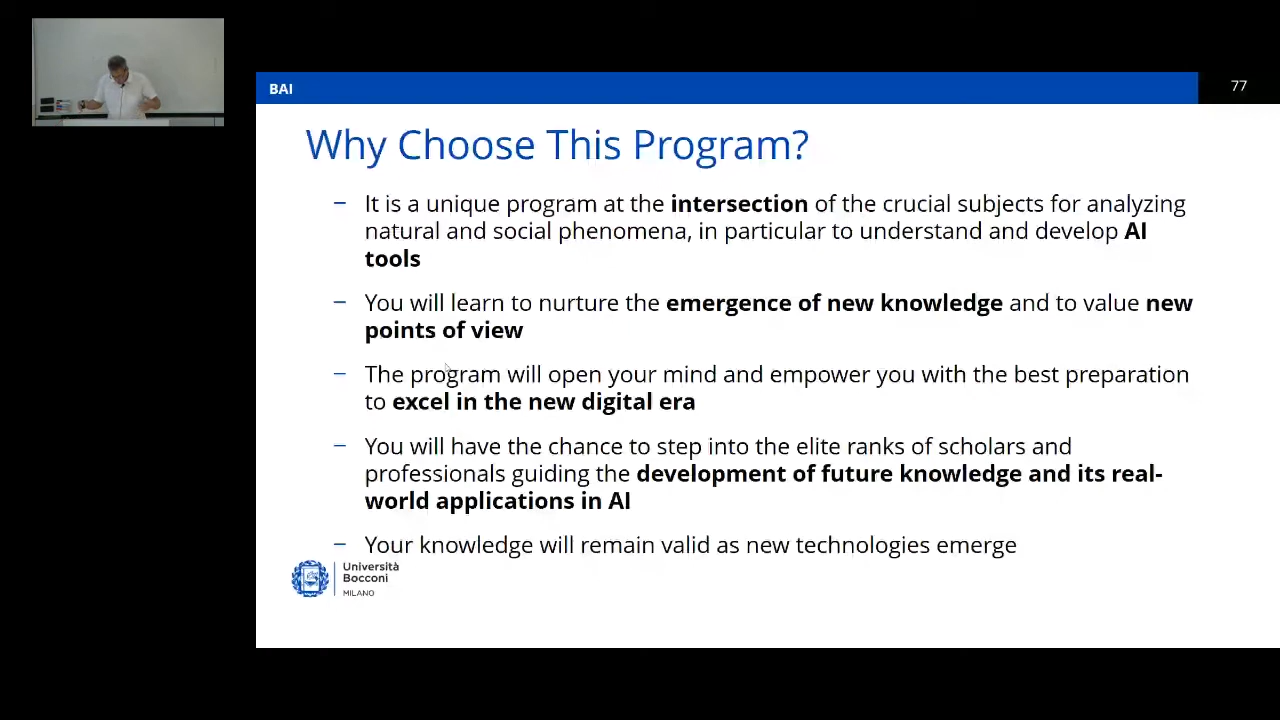 BAI
77
Why Choose This Program?
– It is a unique program at the intersection of the crucial subjects for analyzing
natural and social phenomena, in particular to understand and develop AI
tools
– You will learn to nurture the emergence of new knowledge and to value new
points of view
– The program will open your mind and empower you with the best preparation
to excel in the new digital era
– You will have the chance to step into the elite ranks of scholars and
professionals guiding the development of future knowledge and its real-
world applications in AI
– Your knowledge will remain valid as new technologies emerge
Università
Bocconi
MILANO